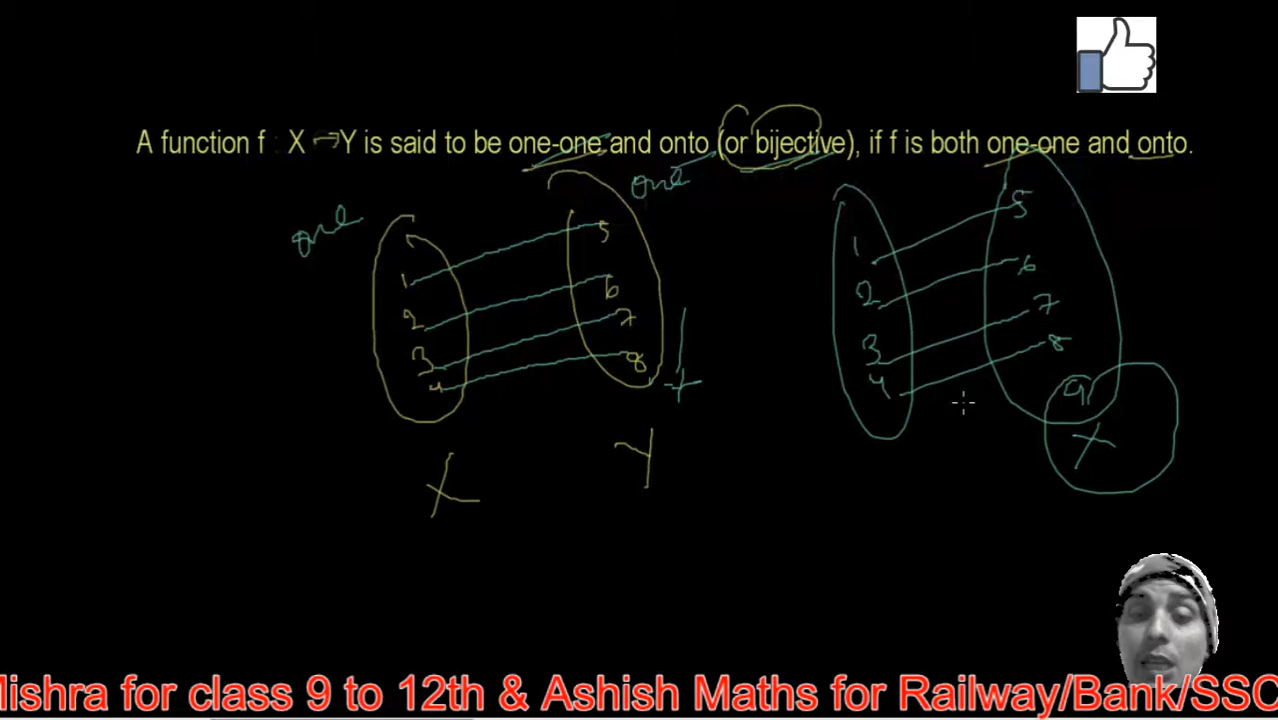 A function f : X → Y is said to be one-one and onto (or bijective), if f is both one-one and onto.
one
one
1 5
2 6
3 7
4 8
X Y
1 5
2 6
3 7
4 8
9
X
Mishra for class 9 to 12th & Ashish Maths for Railway/Bank/SSC